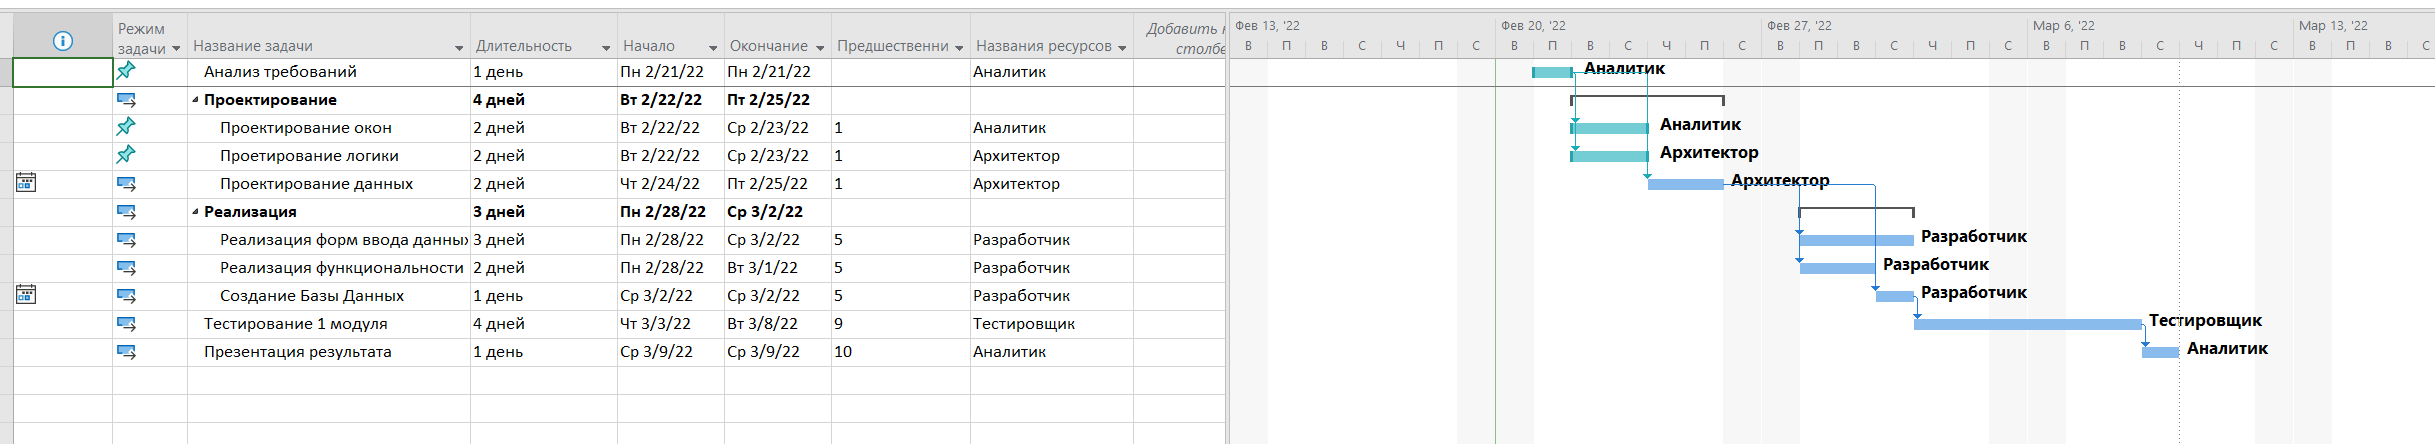 Режим задачи Название задачи Длительность Начало Окончание Предшественни Названия ресурсов Добавить н столбе
Анализ требований 1 день Пн 2/21/22 Пн 2/21/22 Аналитик
Проектирование 4 дней Вт 2/22/22 Пт 2/25/22
Проектирование окон 2 дней Вт 2/22/22 Ср 2/23/22 1 Аналитик
Проетирование логики 2 дней Вт 2/22/22 Ср 2/23/22 1 Архитектор
Проектирование данных 2 дней Чт 2/24/22 Пт 2/25/22 1 Архитектор
Реализация 3 дней Пн 2/28/22 Ср 3/2/22
Реализация форм ввода данных 3 дней Пн 2/28/22 Ср 3/2/22 5 Разработчик
Реализация функциональности 2 дней Пн 2/28/22 Вт 3/1/22 5 Разработчик
Создание Базы Данных 1 день Ср 3/2/22 Ср 3/2/22 5 Разработчик
Тестирование 1 модуля 4 дней Чт 3/3/22 Вт 3/8/22 9 Тестировщик
Презентация результата 1 день Ср 3/9/22 Ср 3/9/22 10 Аналитик
Фев 13, '22 Фев 20, '22 Фев 27, '22 Мар 6, '22 Мар 13, '22
В П В С Ч П С В П В С Ч П С В П В С Ч П С В П В С Ч П С В П В С
Аналитик
Аналитик
Архитектор
Архитектор
Разработчик
Разработчик
Разработчик
Тестировщик
Аналитик